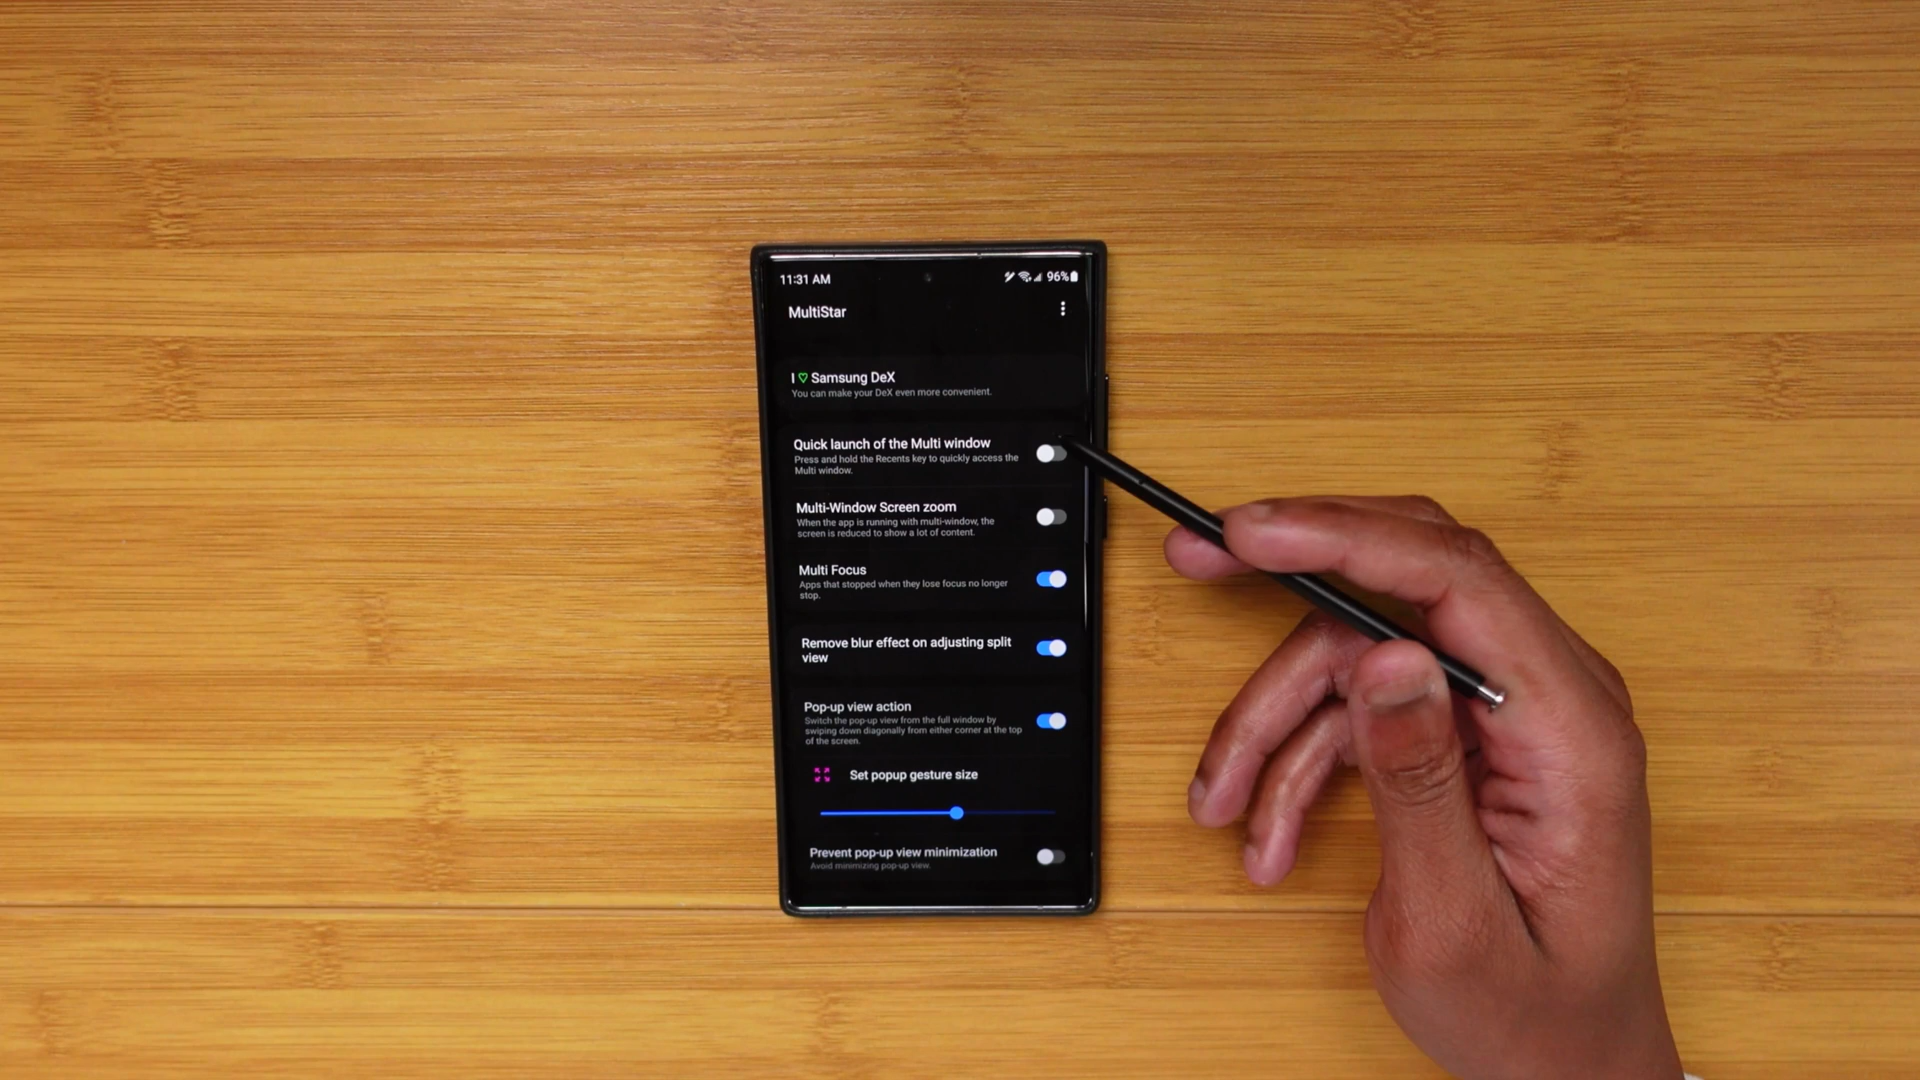 11:31 AM
96%
MultiStar
I ♡ Samsung DeX
You can make your DeX even more convenient.
Quick launch of the Multi window
Press and hold the Recents key to quickly access the
Multi window.
Multi-Window Screen zoom
When the app is running with multi-window, the
screen is reduced to show a lot of content.
Multi Focus
Apps that stopped when they lose focus no longer
stop.
Remove blur effect on adjusting split
view
Pop-up view action
Switch the pop-up view from the full window by
swiping down diagonally from either corner at the top
of the screen.
Set popup gesture size
Prevent pop-up view minimization
Avoid minimizing pop-up view.